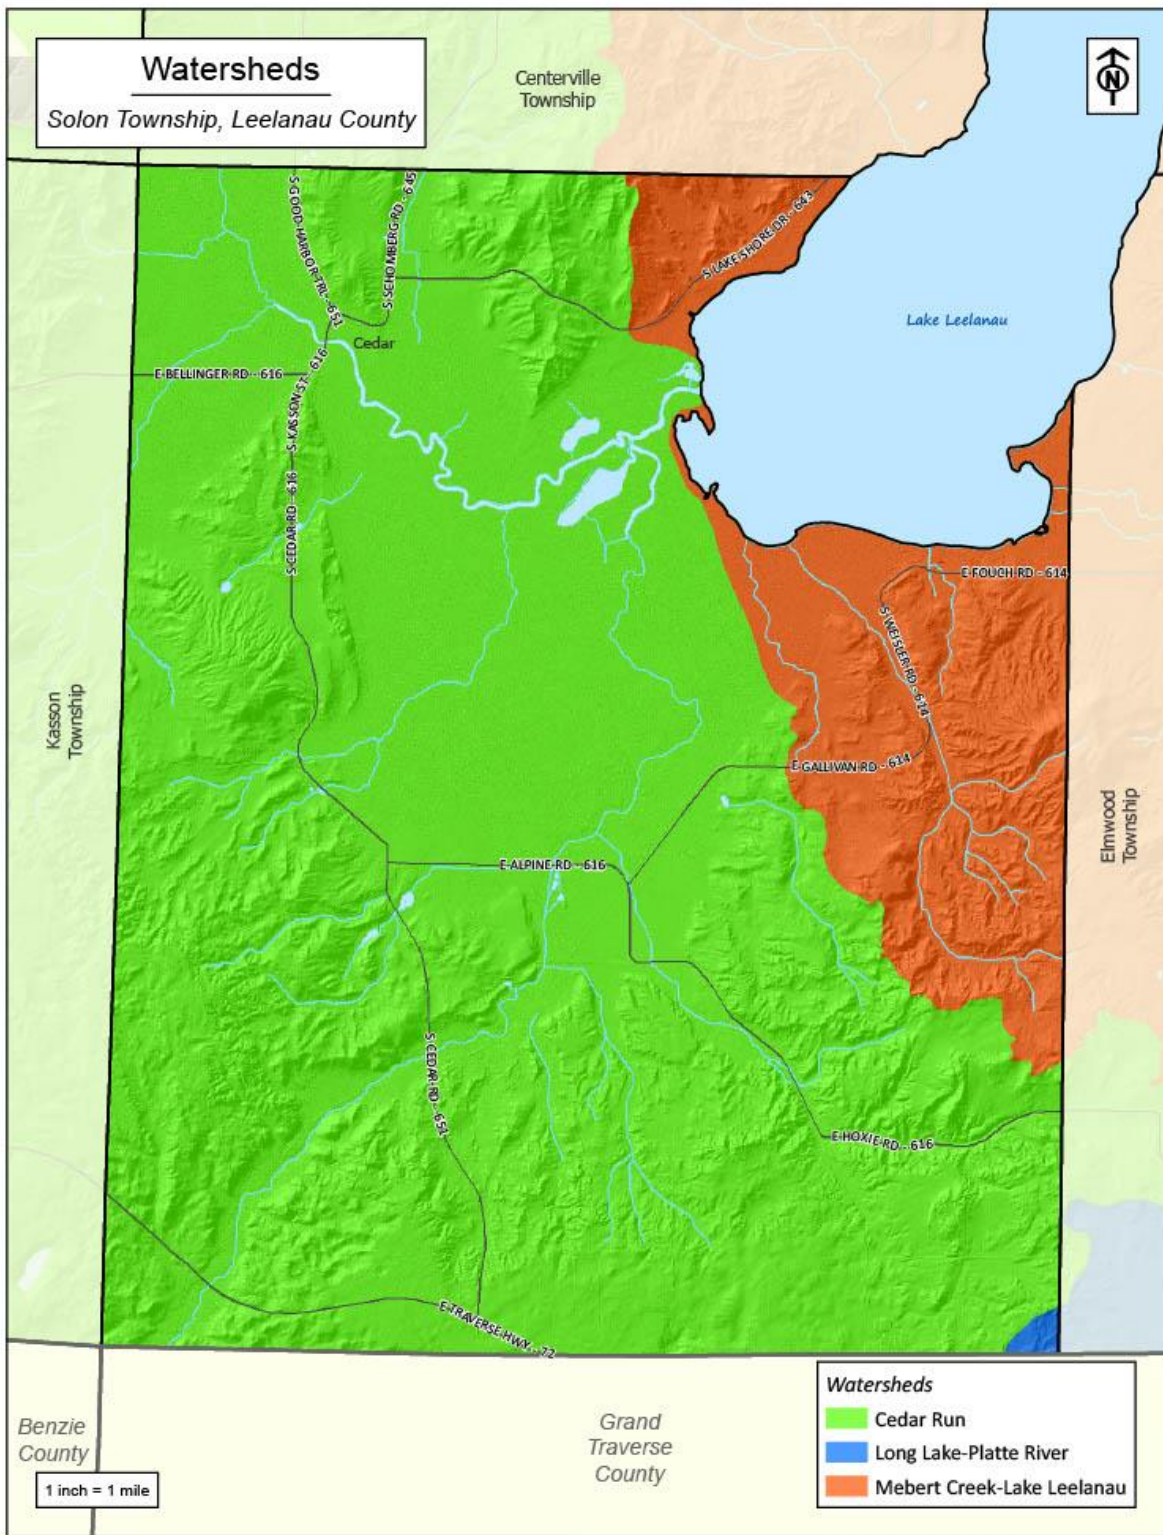 Watersheds
Solon Township, Leelanau County
Centerville
Township
N
S GOOD HARBOR TRL - 651
S SCHOMBERG RD - 645
S LAKE SHORE DR - 643
Lake Leelanau
Cedar
E BELLINGER RD - 616
S KASSON ST - 616
S CEDAR RD - 616
E FOUCH RD - 614
S WEISLER RD - 614
Kasson
Township
E GALLIVAN RD - 614
Elmwood
Township
E ALPINE RD - 616
S CEDAR RD - 651
E HOXIE RD - 616
E TRAVERSE HWY - 72
Watersheds
Cedar Run
Long Lake-Platte River
Mebert Creek-Lake Leelanau
Benzie
County
Grand
Traverse
County
1 inch = 1 mile